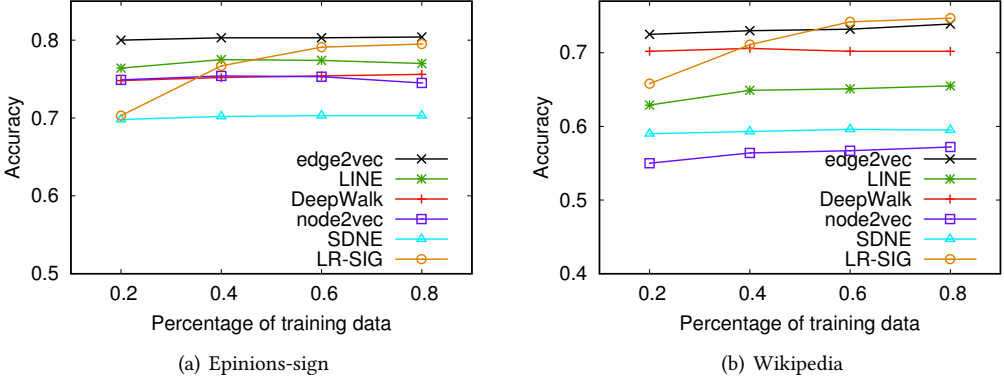 0.8
0.7
0.6
0.5
Accuracy
edge2vec
LINE
DeepWalk
node2vec
SDNE
LR-SIG
0.2 0.4 0.6 0.8
Percentage of training data
(a) Epinions-sign
0.7
0.6
0.5
0.4
Accuracy
edge2vec
LINE
DeepWalk
node2vec
SDNE
LR-SIG
0.2 0.4 0.6 0.8
Percentage of training data
(b) Wikipedia